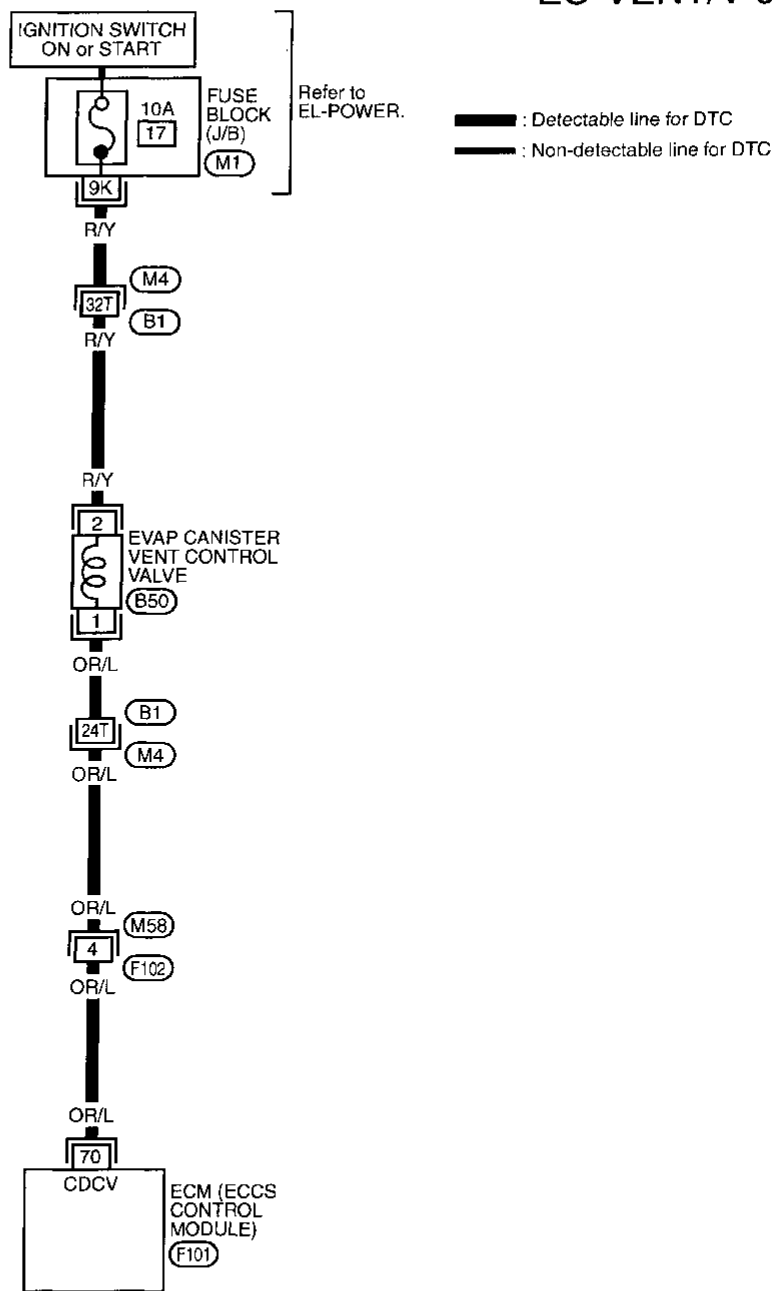 IGNITION SWITCH
ON or START
10A
17
FUSE
BLOCK
(J/B)
M1
Refer to
EL-POWER.
: Detectable line for DTC
: Non-detectable line for DTC
9K
R/Y
M4
32T
B1
R/Y
R/Y
2
EVAP CANISTER
VENT CONTROL
VALVE
B50
1
OR/L
B1
24T
M4
OR/L
OR/L
M58
4
F102
OR/L
OR/L
70
CDCV
ECM (ECCS
CONTROL
MODULE)
F101